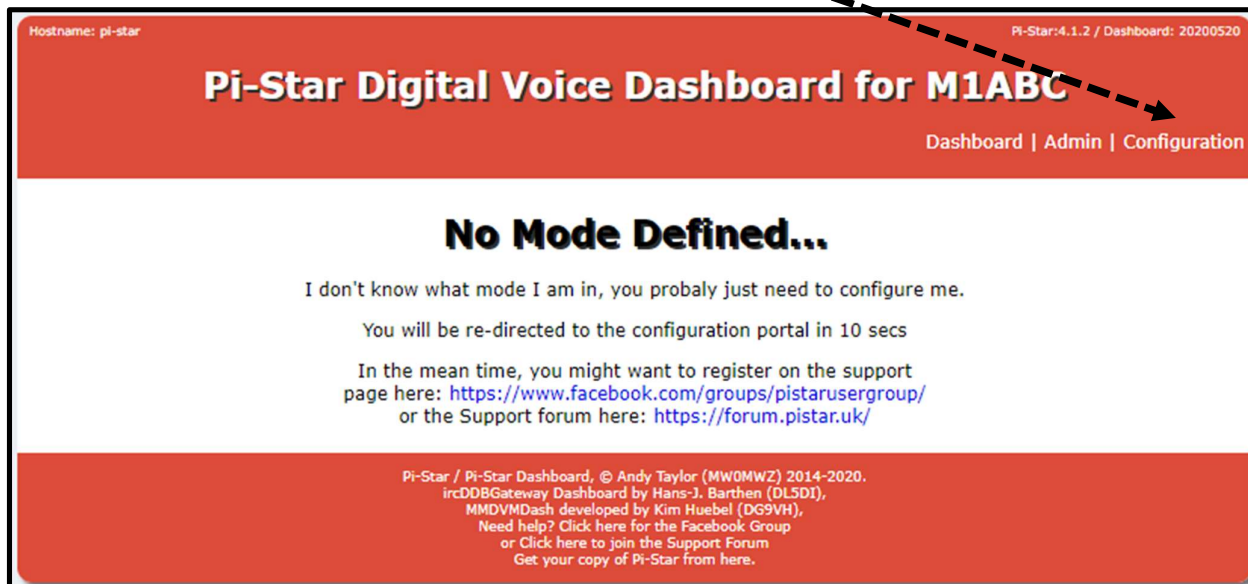 Hostname: pi-star
Pi-Star:4.1.2 / Dashboard: 20200520
Pi-Star Digital Voice Dashboard for M1ABC
Dashboard | Admin | Configuration
No Mode Defined...
I don't know what mode I am in, you probaly just need to configure me.
You will be re-directed to the configuration portal in 10 secs
In the mean time, you might want to register on the support
page here: https://www.facebook.com/groups/pistarusergroup/
or the Support forum here: https://forum.pistar.uk/
Pi-Star / Pi-Star Dashboard, © Andy Taylor (MW0MWZ) 2014-2020.
ircDDBGateway Dashboard by Hans-J. Barthen (DL5DI),
MMDVMDash developed by Kim Huebel (DG9VH),
Need help? Click here for the Facebook Group
or Click here to join the Support Forum
Get your copy of Pi-Star from here.